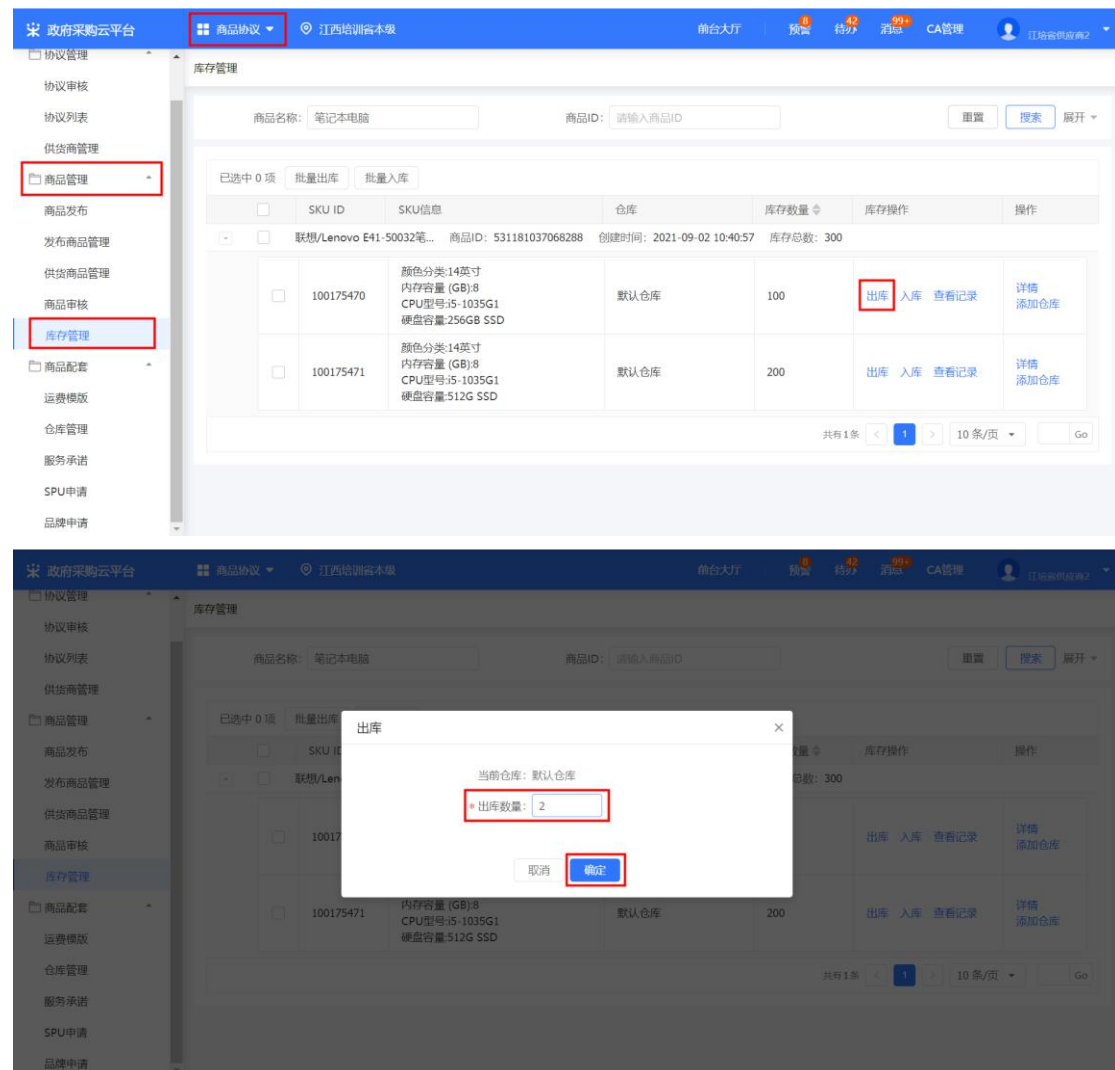 政府采购云平台 商品协议 江西培训省本级 前台大厅 预警 8 待办 42 消息 99+ CA管理 江培省供应商2
协议管理
协议审核
协议列表
供货商管理
商品管理
商品发布
发布商品管理
供货商品管理
商品审核
库存管理
商品配套
运费模版
仓库管理
服务承诺
SPU申请
品牌申请
库存管理
商品名称: 笔记本电脑 商品ID: 请输入商品ID 重置 搜索 展开
已选中 0 项 批量出库 批量入库
SKU ID SKU信息 仓库 库存数量 库存操作 操作
联想/Lenovo E41-50032笔... 商品ID: 531181037068288 创建时间: 2021-09-02 10:40:57 库存总数: 300
颜色分类:14英寸
内存容量 (GB):8
100175470 默认仓库 100 出库 入库 查看记录 详情 添加仓库
CPU型号:i5-1035G1
硬盘容量:256GB SSD
颜色分类:14英寸
内存容量 (GB):8
100175471 默认仓库 200 出库 入库 查看记录 详情 添加仓库
CPU型号:i5-1035G1
硬盘容量:512G SSD
共有1条 < 1 > 10 条/页 Go
政府采购云平台 商品协议 江西培训省本级 前台大厅 预警 8 待办 42 消息 99+ CA管理 江培省供应商2
协议管理
协议审核
协议列表
供货商管理
商品管理
商品发布
发布商品管理
供货商品管理
商品审核
库存管理
商品配套
运费模版
仓库管理
服务承诺
SPU申请
品牌申请
库存管理
商品名称: 笔记本电脑 商品ID: 请输入商品ID 重置 搜索 展开
已选中 0 项 批量出库
SKU ID 数量 库存操作 操作
联想/Len 总数: 300
出库 ×
当前仓库: 默认仓库
* 出库数量: 2
取消 确定
10017 出库 入库 查看记录 详情 添加仓库
内存容量 (GB):8
100175471 默认仓库 200 出库 入库 查看记录 详情 添加仓库
CPU型号:i5-1035G1
硬盘容量:512G SSD
共有1条 < 1 > 10 条/页 Go